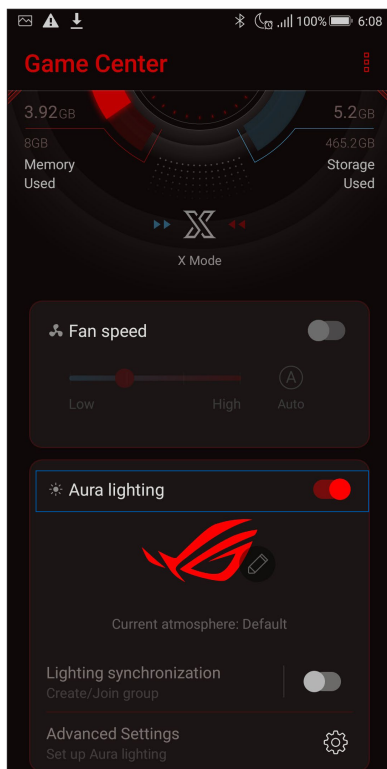 100% 6:08
Game Center
3.92GB 5.2GB
8GB 465.2GB
Memory Storage
Used Used
X Mode
Fan speed
A
Low High Auto
Aura lighting
Current atmosphere: Default
Lighting synchronization
Create/Join group
Advanced Settings
Set up Aura lighting